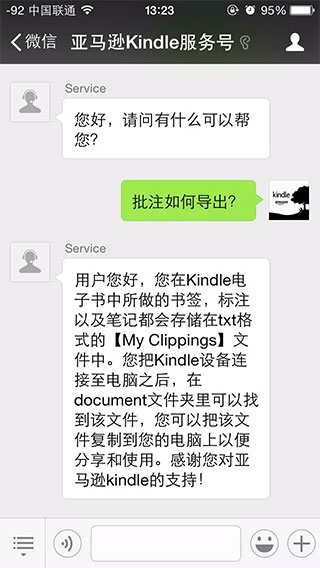 -92 中国联通 13:23 95%
微信 亚马逊Kindle服务号
Service
您好，请问有什么可以帮
您?
批注如何导出?
kindle
amazon
Service
用户您好，您在Kindle电
子书中所做的书签，标注
以及笔记都会存储在txt格
式的【My Clippings】文
件中。您把Kindle设备连
接至电脑之后，在
document文件夹里可以找
到该文件，您可以把该文
件复制到您的电脑上以便
分享和使用。感谢您对亚
马逊kindle的支持！